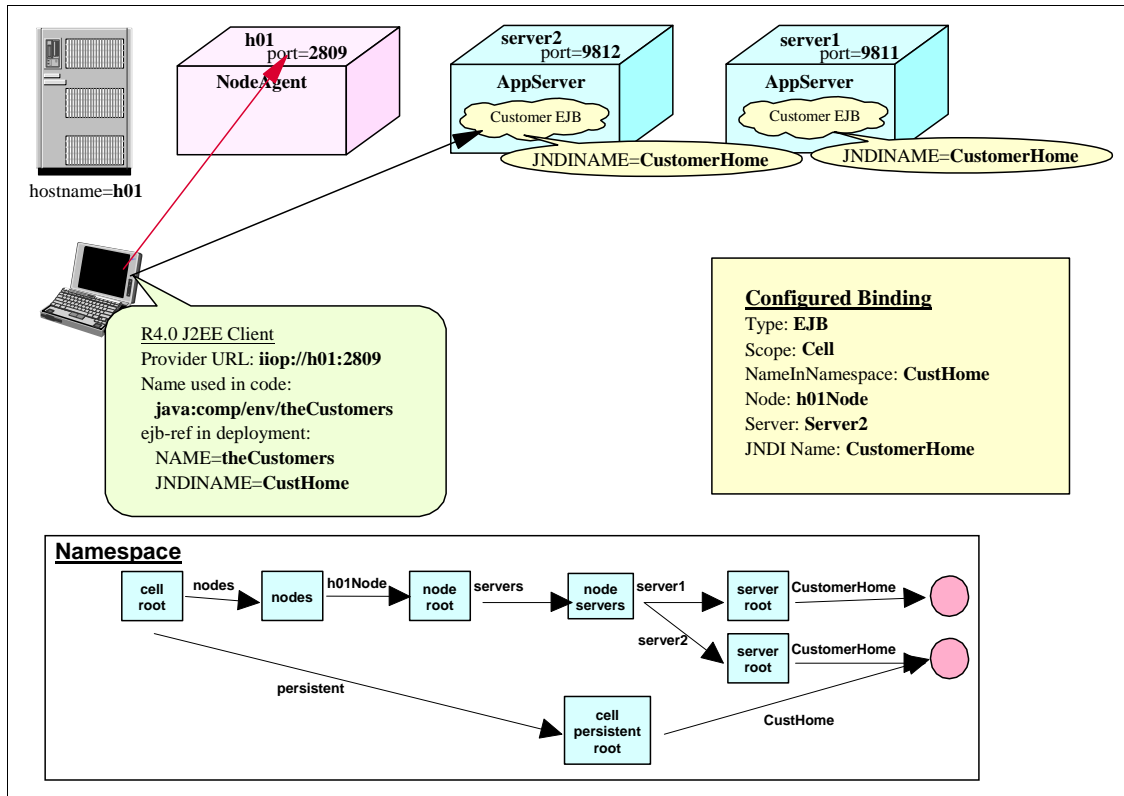 h01
port=2809
NodeAgent
server2
port=9812
AppServer
Customer EJB
JNDINAME=CustomerHome
server1
port=9811
AppServer
Customer EJB
JNDINAME=CustomerHome
hostname=h01
R4.0 J2EE Client
Provider URL: iiop://h01:2809
Name used in code:
java:comp/env/theCustomers
ejb-ref in deployment:
NAME=theCustomers
JNDINAME=CustHome
Configured Binding
Type: EJB
Scope: Cell
NameInNamespace: CustHome
Node: h01Node
Server: Server2
JNDI Name: CustomerHome
Namespace
cell
root
nodes
nodes
h01Node
node
root
servers
node
servers
server1
server
root
CustomerHome
server2
server
root
CustomerHome
persistent
cell
persistent
root
CustHome